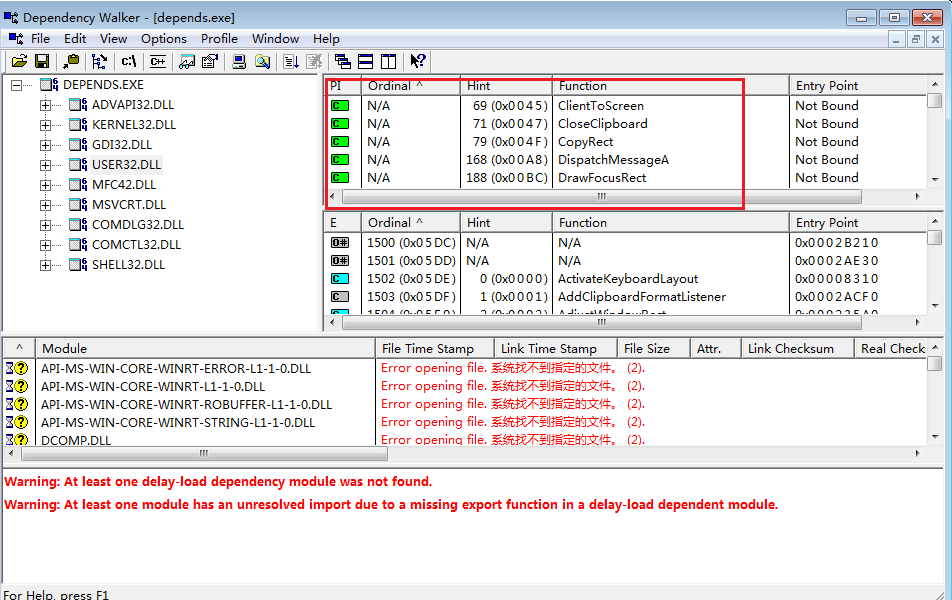 Dependency Walker - [depends.exe]
File Edit View Options Profile Window Help
c:\ C++
DEPENDS.EXE
ADVAPI32.DLL
KERNEL32.DLL
GDI32.DLL
USER32.DLL
MFC42.DLL
MSVCRT.DLL
COMDLG32.DLL
COMCTL32.DLL
SHELL32.DLL
PI Ordinal ^ Hint Function Entry Point
C N/A 69 (0x0045) ClientToScreen Not Bound
C N/A 71 (0x0047) CloseClipboard Not Bound
C N/A 79 (0x004F) CopyRect Not Bound
C N/A 168 (0x00A8) DispatchMessageA Not Bound
C N/A 188 (0x00BC) DrawFocusRect Not Bound
E Ordinal ^ Hint Function Entry Point
O# 1500 (0x05DC) N/A N/A 0x0002B210
O# 1501 (0x05DD) N/A N/A 0x0002AE30
C 1502 (0x05DE) 0 (0x0000) ActivateKeyboardLayout 0x00008310
C 1503 (0x05DF) 1 (0x0001) AddClipboardFormatListener 0x0002ACF0
^ Module File Time Stamp Link Time Stamp File Size Attr. Link Checksum Real Check
API-MS-WIN-CORE-WINRT-ERROR-L1-1-0.DLL Error opening file. 系统找不到指定的文件。 (2).
API-MS-WIN-CORE-WINRT-L1-1-0.DLL Error opening file. 系统找不到指定的文件。 (2).
API-MS-WIN-CORE-WINRT-ROBUFFER-L1-1-0.DLL Error opening file. 系统找不到指定的文件。 (2).
API-MS-WIN-CORE-WINRT-STRING-L1-1-0.DLL Error opening file. 系统找不到指定的文件。 (2).
DCOMP.DLL Error opening file. 系统找不到指定的文件。 (2).
Warning: At least one delay-load dependency module was not found.
Warning: At least one module has an unresolved import due to a missing export function in a delay-load dependent module.
For Help, press F1